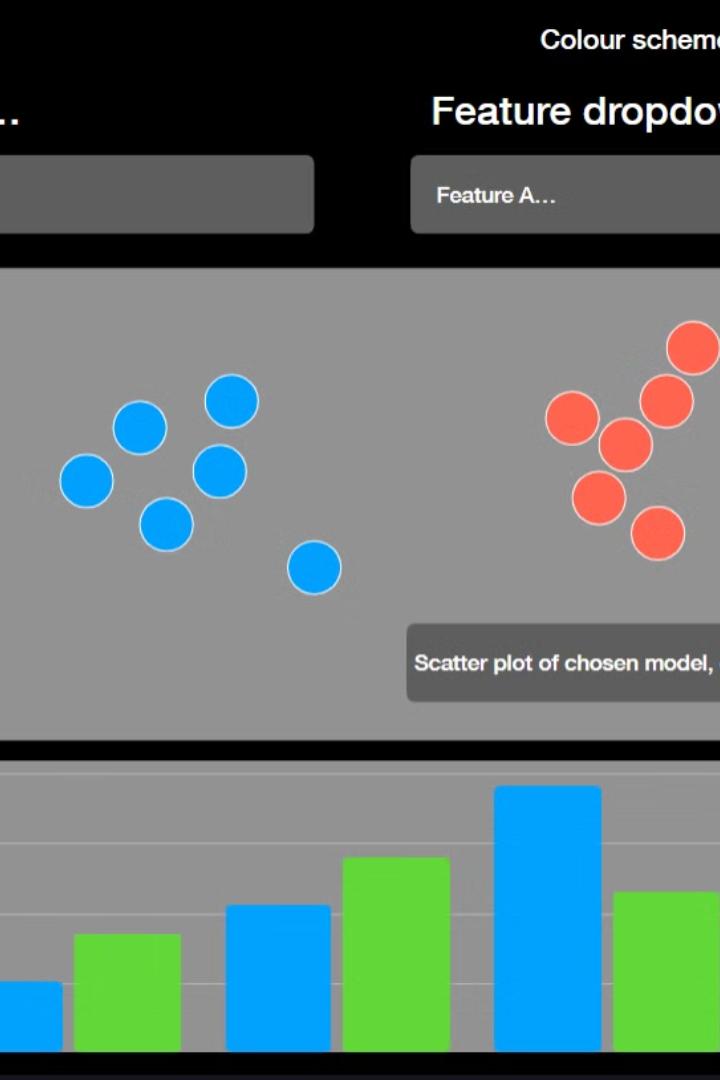 Colour scheme
… Feature dropdow
Feature A…
Scatter plot of chosen model,